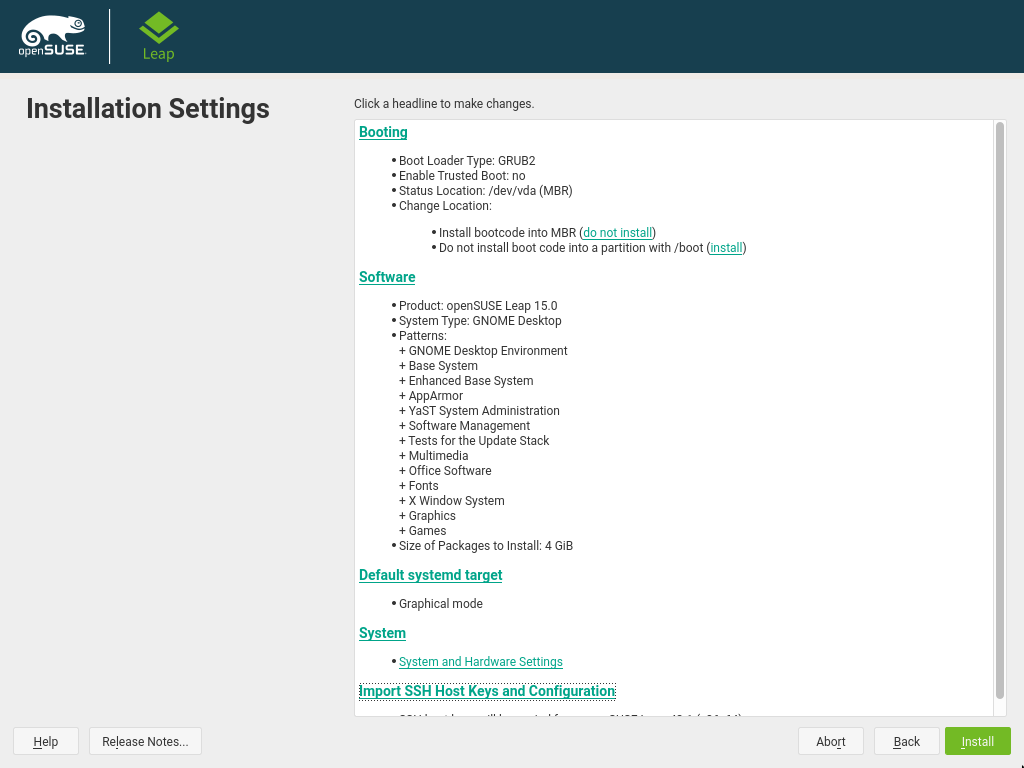 openSUSE
Leap
Installation Settings
Click a headline to make changes.
Booting
• Boot Loader Type: GRUB2
• Enable Trusted Boot: no
• Status Location: /dev/vda (MBR)
• Change Location:
• Install bootcode into MBR (do not install)
• Do not install boot code into a partition with /boot (install)
Software
• Product: openSUSE Leap 15.0
• System Type: GNOME Desktop
• Patterns:
+ GNOME Desktop Environment
+ Base System
+ Enhanced Base System
+ AppArmor
+ YaST System Administration
+ Software Management
+ Tests for the Update Stack
+ Multimedia
+ Office Software
+ Fonts
+ X Window System
+ Graphics
+ Games
• Size of Packages to Install: 4 GiB
Default systemd target
• Graphical mode
System
• System and Hardware Settings
Import SSH Host Keys and Configuration
Help
Release Notes...
Abort
Back
Install